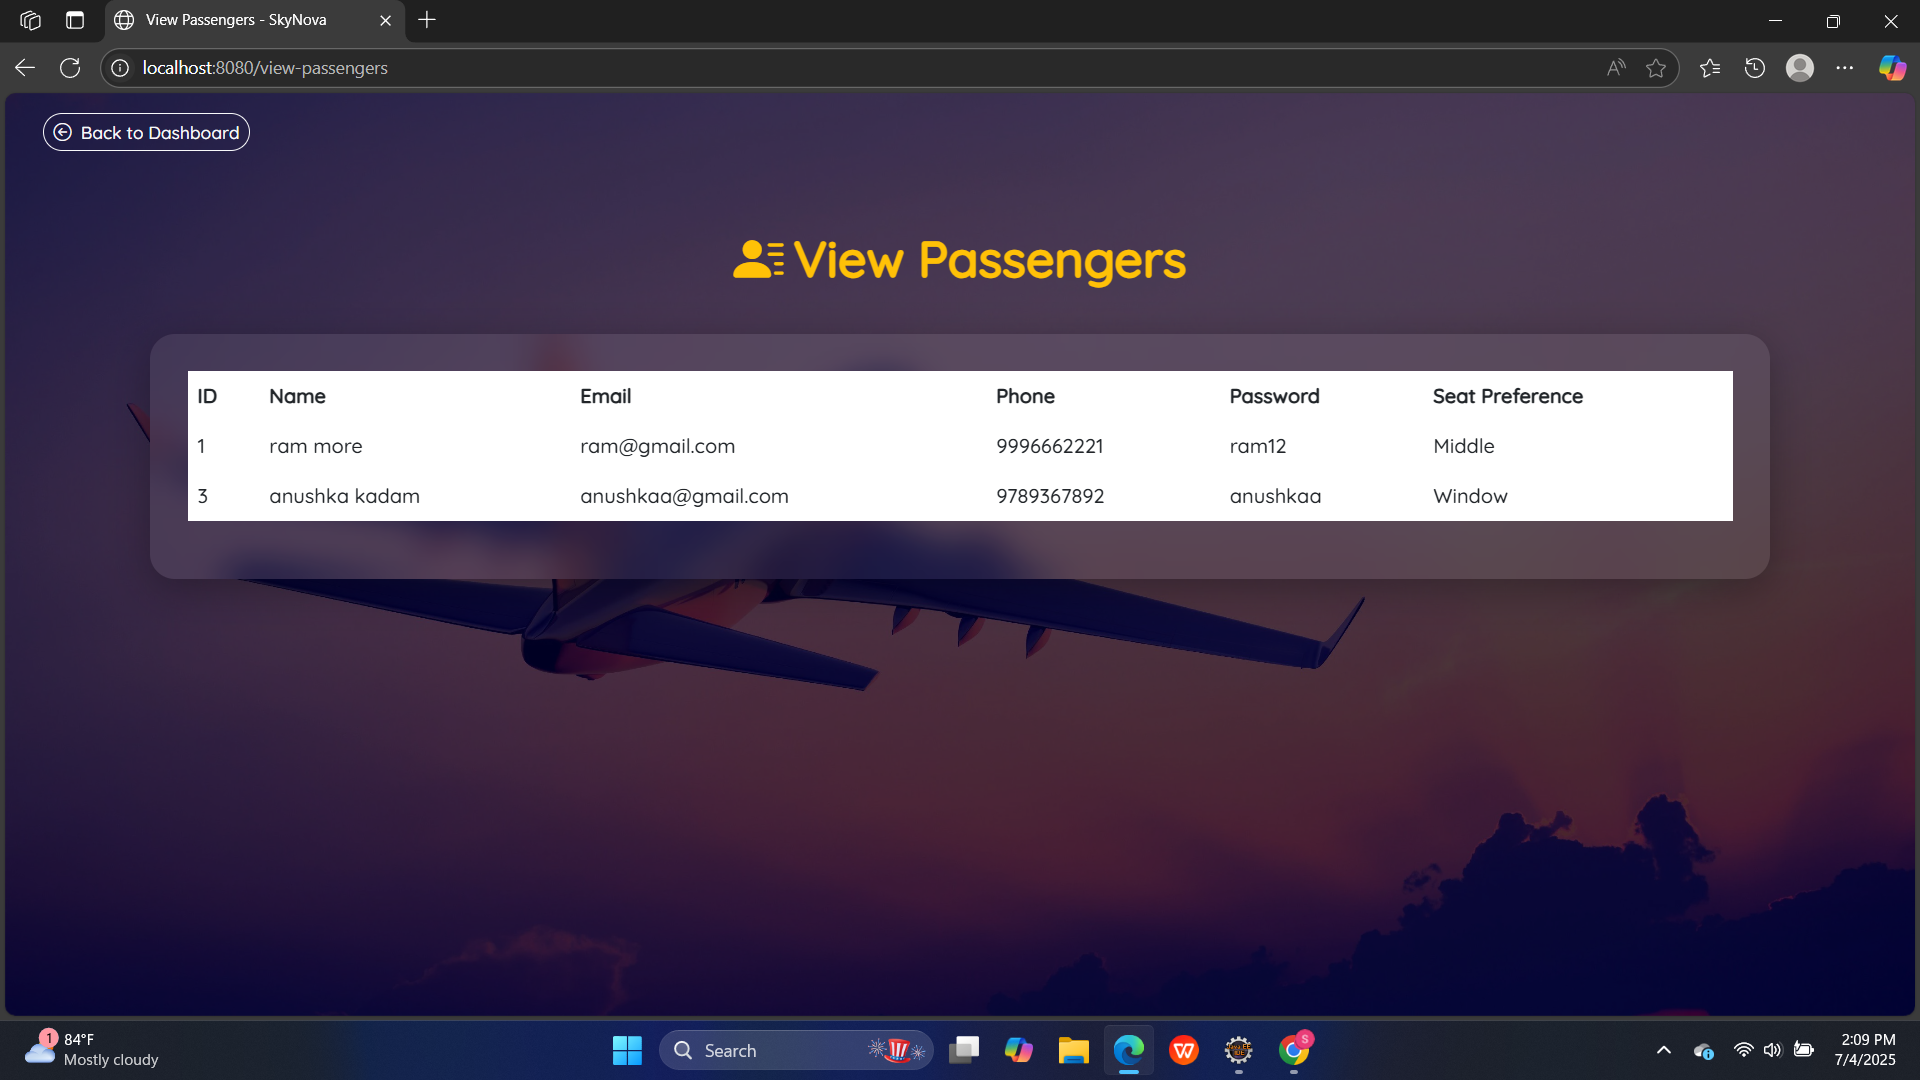 View Passengers - SkyNova
localhost:8080/view-passengers
Back to Dashboard
View Passengers
ID Name Email Phone Password Seat Preference
1 ram more ram@gmail.com 9996662221 ram12 Middle
3 anushka kadam anushkaa@gmail.com 9789367892 anushkaa Window
1 84°F
Mostly cloudy
Search
S
2:09 PM
7/4/2025